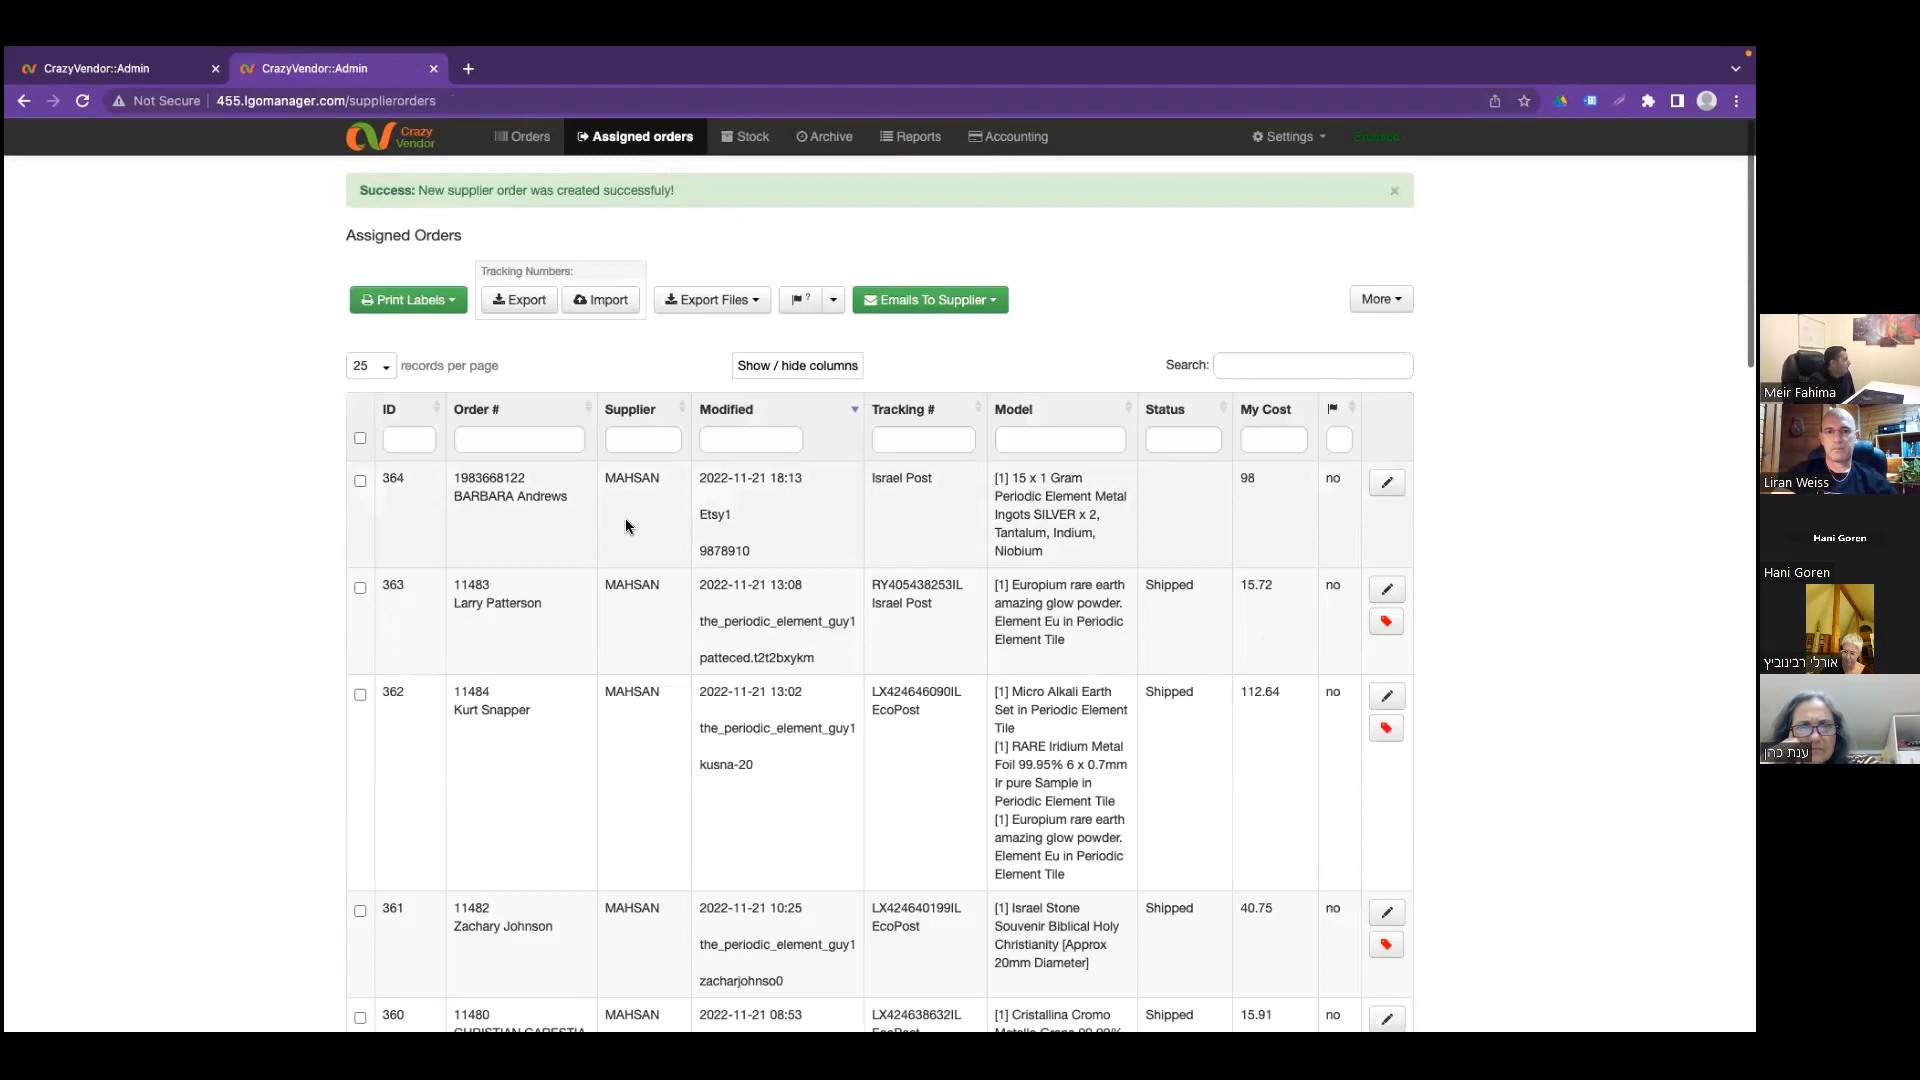 CrazyVendor::Admin
CrazyVendor::Admin
Not Secure
455.lgomanager.com/supplierorders
Crazy
Vendor
Orders
Assigned orders
Stock
Archive
Reports
Accounting
Settings
Enabled
Success: New supplier order was created successfuly!
×
Assigned Orders
Print Labels
Tracking Numbers:
Export
Import
Export Files
?
Emails To Supplier
More
25 records per page
Show / hide columns
Search:
ID
Order #
Supplier
Modified
Tracking #
Model
Status
My Cost
364
1983668122
BARBARA Andrews
MAHSAN
2022-11-21 18:13
Etsy1
9878910
Israel Post
[1] 15 x 1 Gram
Periodic Element Metal
Ingots SILVER x 2,
Tantalum, Indium,
Niobium
98
no
363
11483
Larry Patterson
MAHSAN
2022-11-21 13:08
the_periodic_element_guy1
patteced.t2t2bxykm
RY405438253IL
Israel Post
[1] Europium rare earth
amazing glow powder.
Element Eu in Periodic
Element Tile
Shipped
15.72
no
362
11484
Kurt Snapper
MAHSAN
2022-11-21 13:02
the_periodic_element_guy1
kusna-20
LX424646090IL
EcoPost
[1] Micro Alkali Earth
Set in Periodic Element
Tile
[1] RARE Iridium Metal
Foil 99.95% 6 x 0.7mm
Ir pure Sample in
Periodic Element Tile
[1] Europium rare earth
amazing glow powder.
Element Eu in Periodic
Element Tile
Shipped
112.64
no
361
11482
Zachary Johnson
MAHSAN
2022-11-21 10:25
the_periodic_element_guy1
zacharjohnso0
LX424640199IL
EcoPost
[1] Israel Stone
Souvenir Biblical Holy
Christianity [Approx
20mm Diameter]
Shipped
40.75
no
360
11480
MAHSAN
2022-11-21 08:53
LX424638632IL
[1] Cristallina Cromo
Shipped
15.91
no
Meir Fahima
Liran Weiss
Hani Goren
Hani Goren
אורלי רבינוביץ
ענת כהן